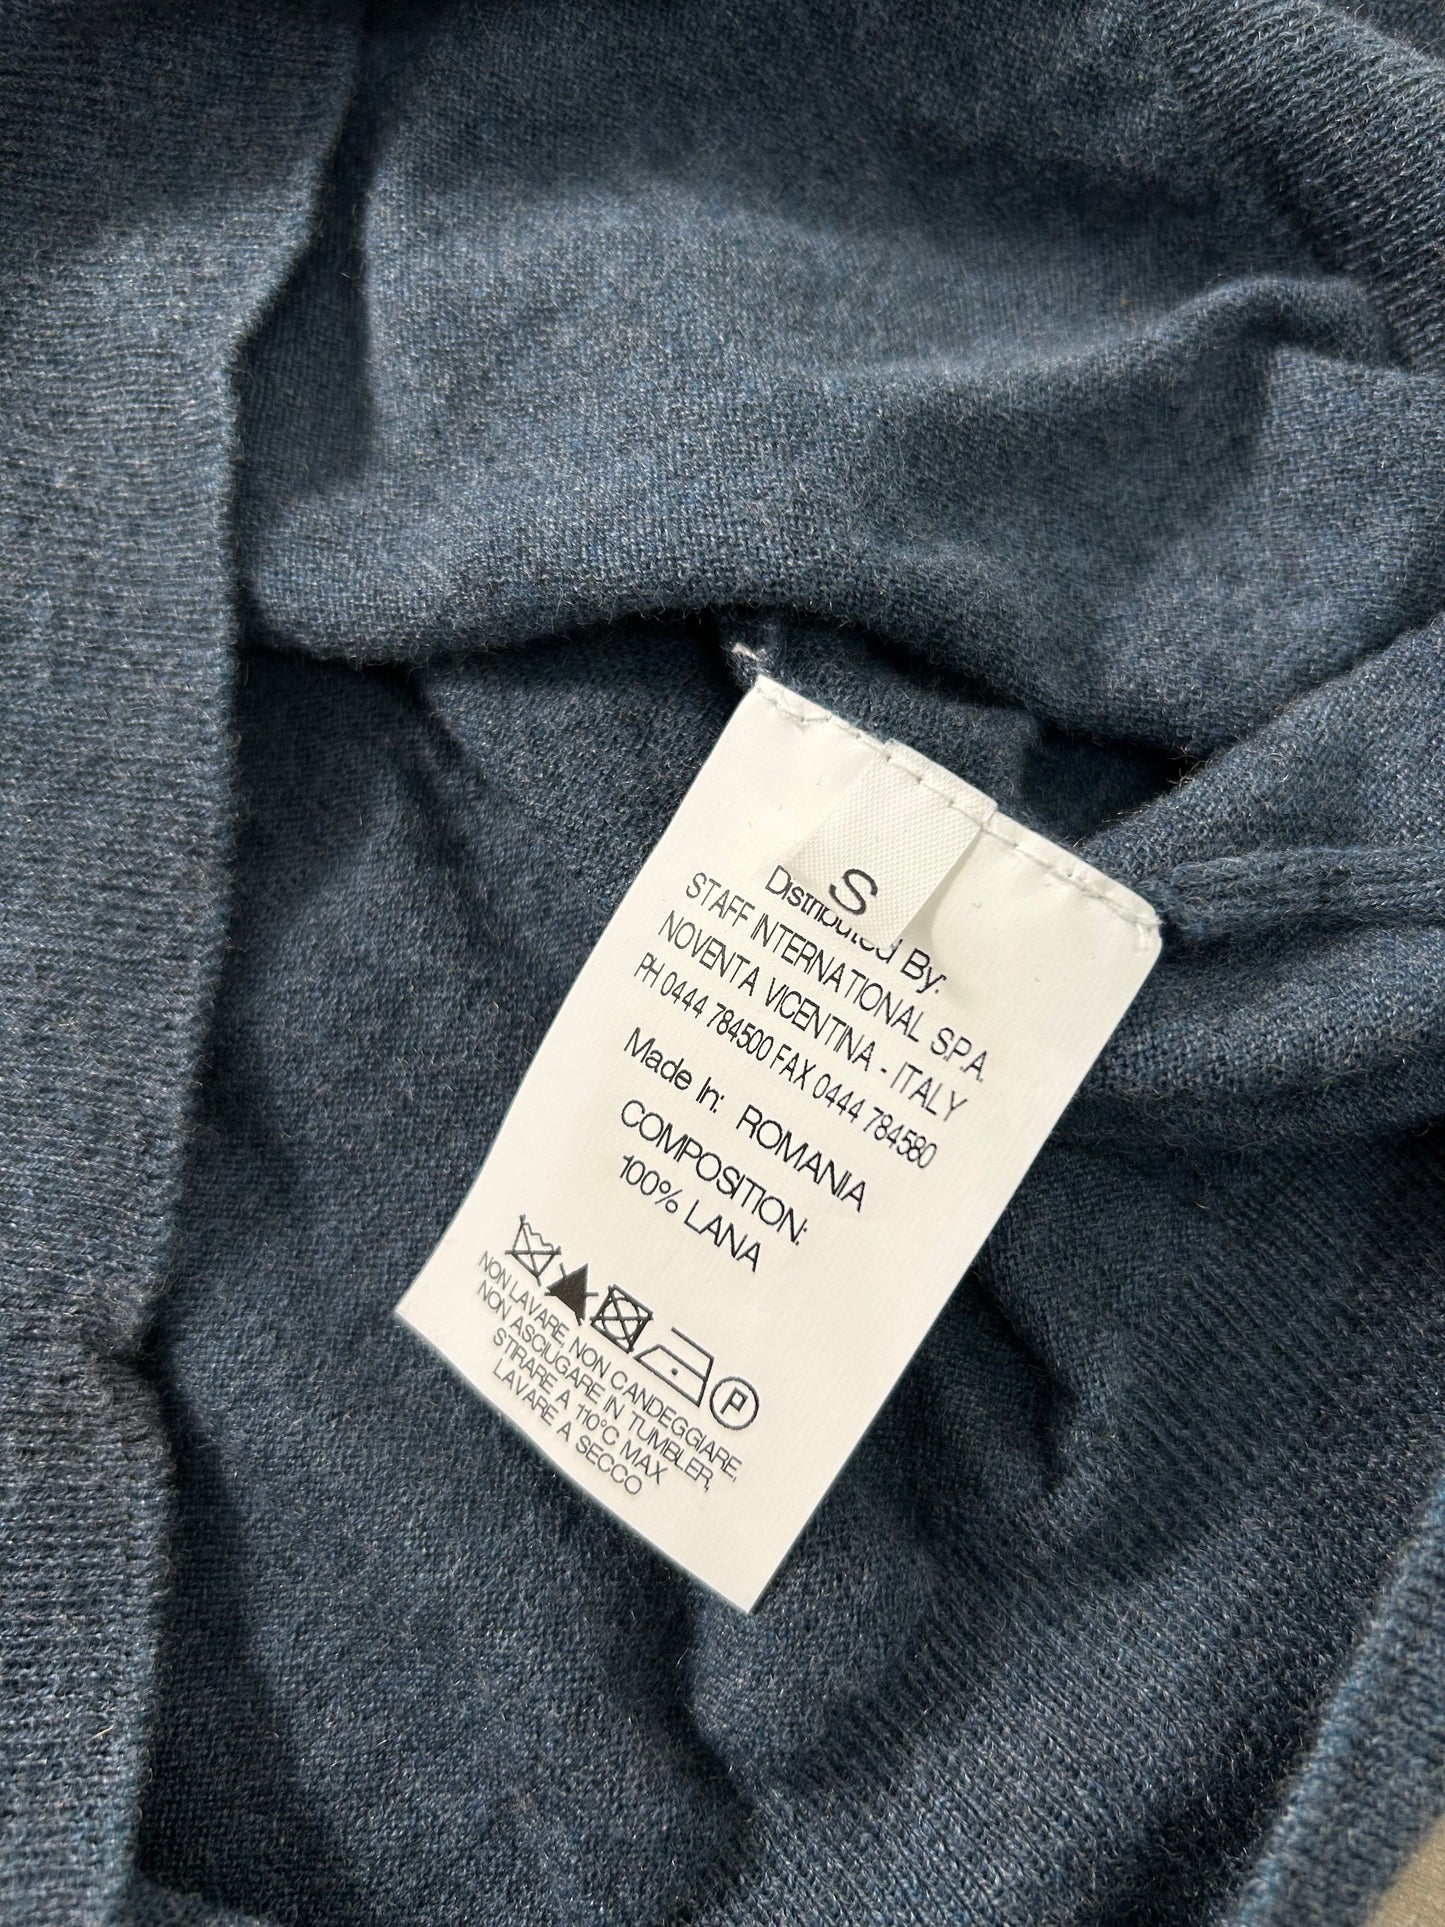 S
Distributed By:
STAFF INTERNATIONAL S.P.A.
NOVENTA VICENTINA - ITALY
PH 0444 784500 FAX 0444 784580
Made In: ROMANIA
COMPOSITION:
100% LANA
P
NON LAVARE, NON CANDEGGIARE,
NON ASCIUGARE IN TUMBLER,
STIRARE A 110°C MAX
LAVARE A SECCO